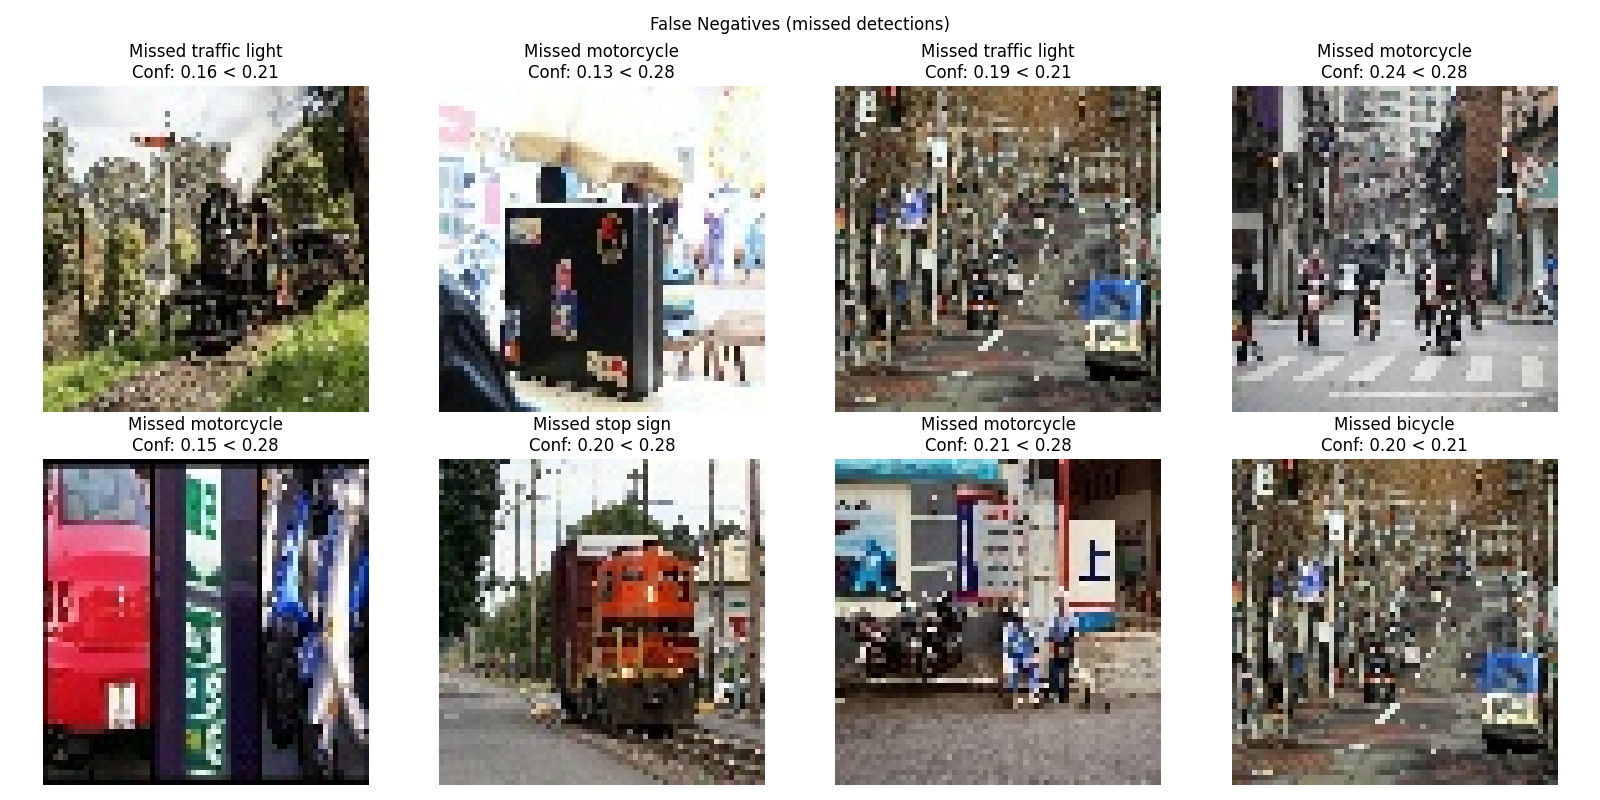 False Negatives (missed detections)
Missed traffic light
Conf: 0.16 < 0.21
Missed motorcycle
Conf: 0.13 < 0.28
Missed traffic light
Conf: 0.19 < 0.21
Missed motorcycle
Conf: 0.24 < 0.28
Missed motorcycle
Conf: 0.15 < 0.28
Missed stop sign
Conf: 0.20 < 0.28
Missed motorcycle
Conf: 0.21 < 0.28
上
Missed bicycle
Conf: 0.20 < 0.21